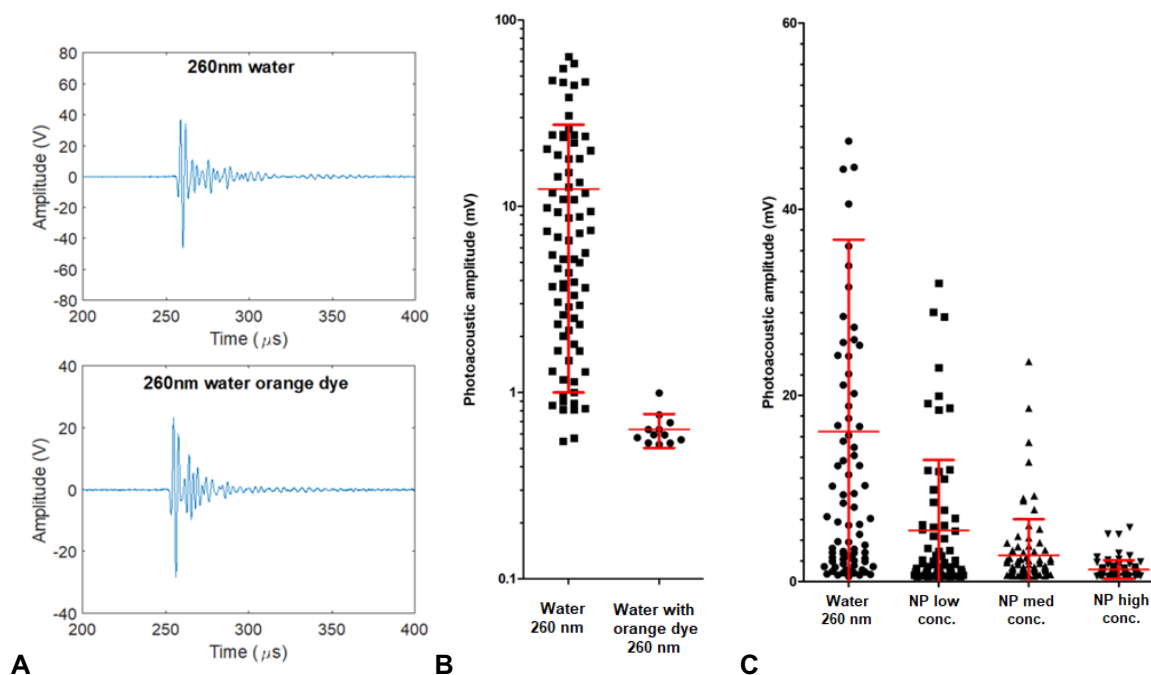 260nm water
Amplitude (V)
80
60
40
20
0
-20
-40
-60
-80
200
250
300
350
400
Time ( μs)
260nm water orange dye
Amplitude (V)
40
20
0
-20
-40
200
250
300
350
400
Time ( μs)
A
Photoacoustic amplitude (mV)
100
10
1
0.1
Water
260 nm
Water with
orange dye
260 nm
B
Photoacoustic amplitude (mV)
60
40
20
0
Water
260 nm
NP low
conc.
NP med
conc.
NP high
conc.
C